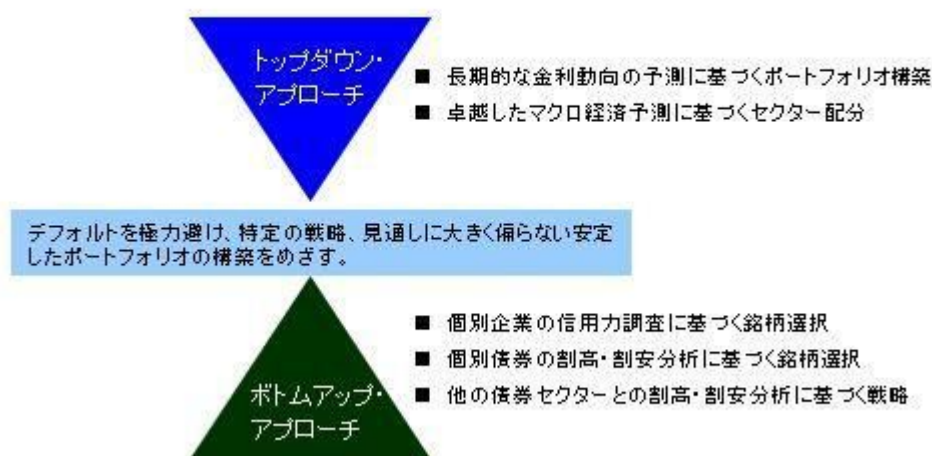 トップダウン・
アプローチ
■ 長期的な金利動向の予測に基づくポートフォリオ構築
■ 卓越したマクロ経済予測に基づくセクター配分
デフォルトを極力避け、特定の戦略、見通しに大きく偏らない安定
したポートフォリオの構築をめざす。
■ 個別企業の信用力調査に基づく銘柄選択
■ 個別債券の割高・割安分析に基づく銘柄選択
■ 他の債券セクターとの割高・割安分析に基づく戦略
ボトムアップ・
アプローチ